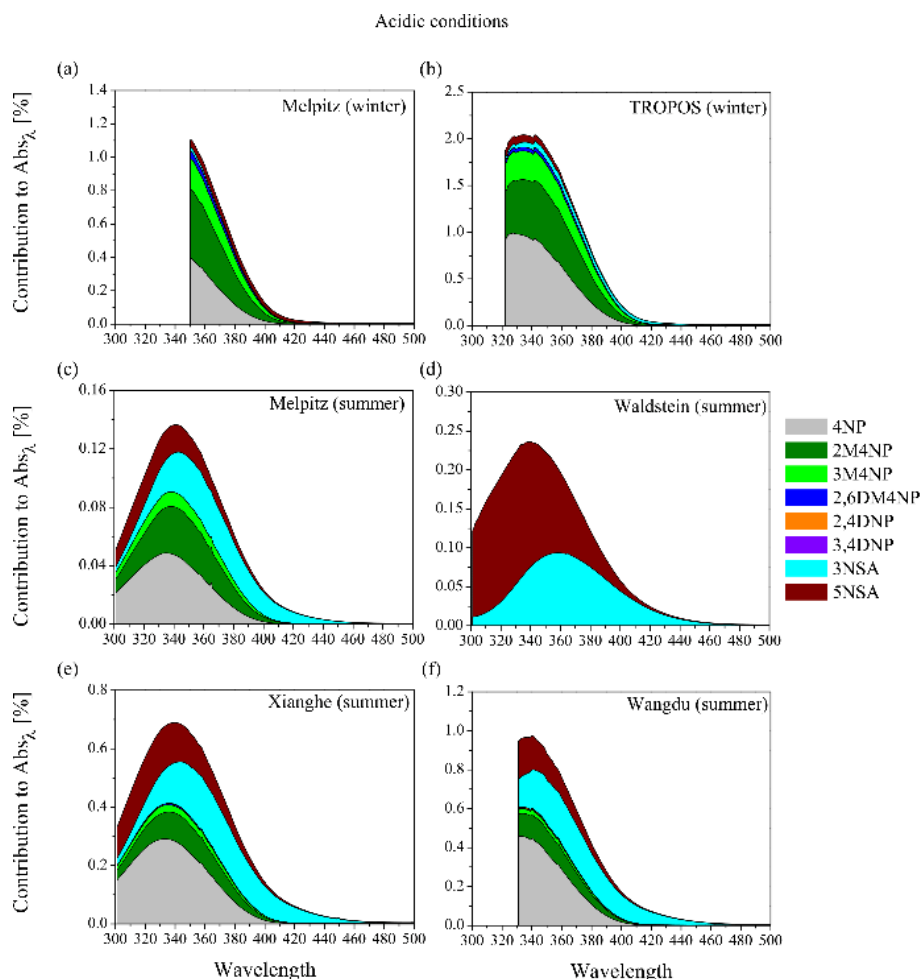 Acidic conditions
(a)
(b)
Contribution to Absλ [%]
1.4
1.2
1.0
0.8
0.6
0.4
0.2
0.0
Melpitz (winter)
300 320 340 360 380 400 420 440 460 480 500
2.5
2.0
1.5
1.0
0.5
0.0
TROPOS (winter)
300 320 340 360 380 400 420 440 460 480 500
(c)
(d)
Contribution to Absλ [%]
0.16
0.12
0.08
0.04
0.00
Melpitz (summer)
300 320 340 360 380 400 420 440 460 480 500
0.30
0.25
0.20
0.15
0.10
0.05
0.00
Waldstein (summer)
300 320 340 360 380 400 420 440 460 480 500
4NP
2M4NP
3M4NP
2,6DM4NP
2,4DNP
3,4DNP
3NSA
5NSA
(e)
(f)
Contribution to Absλ [%]
0.8
0.6
0.4
0.2
0.0
Xianghe (summer)
300 320 340 360 380 400 420 440 460 480 500
Wavelength
1.2
1.0
0.8
0.6
0.4
0.2
0.0
Wangdu (summer)
300 320 340 360 380 400 420 440 460 480 500
Wavelength